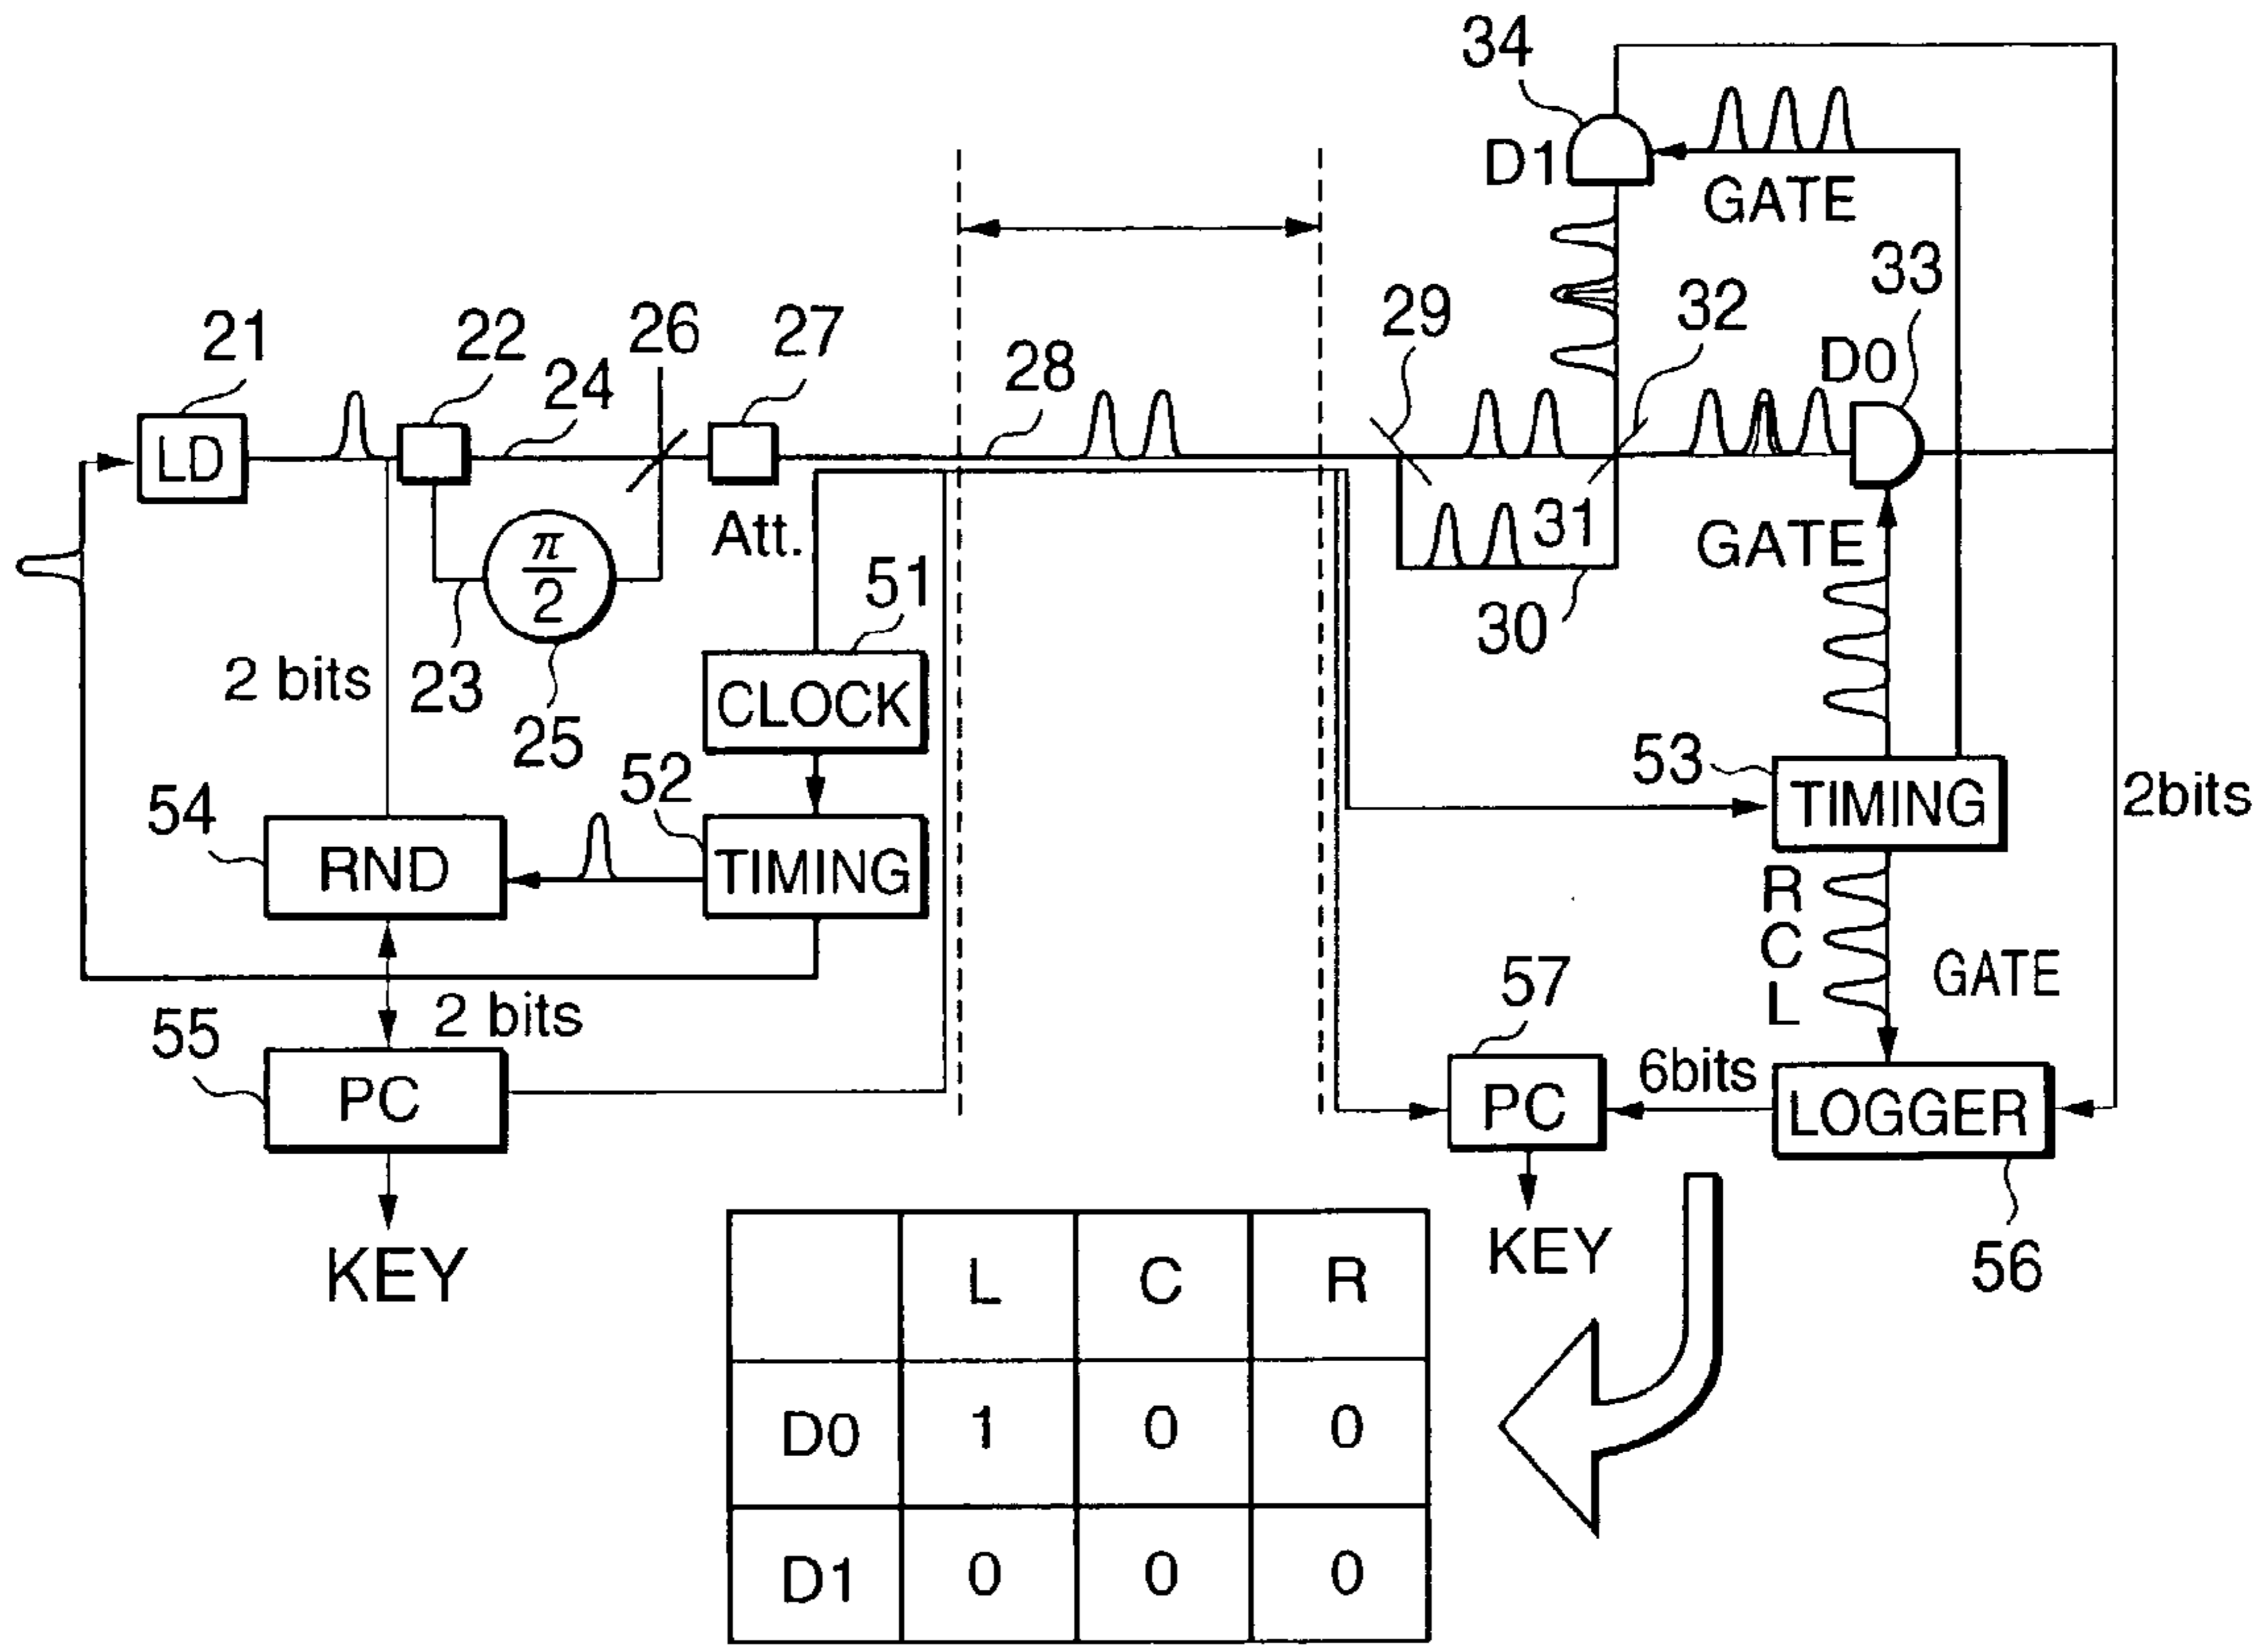 34
D1
GATE
33
21
22
24
26
27
28
29
32
D0
LD
π
2
Att.
31
GATE
51
30
2 bits
23
25
CLOCK
52
53
54
TIMING
2bits
RND
TIMING
R
C
L
GATE
55
2 bits
57
PC
6bits
PC
LOGGER
KEY
KEY
56
L C R
D0 1 0 0
D1 0 0 0